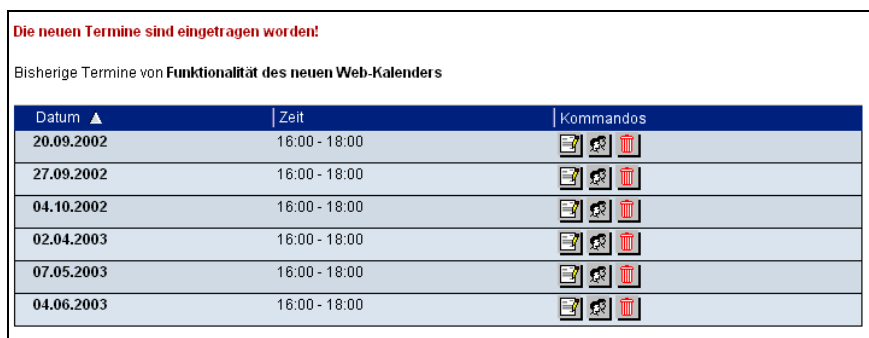 Die neuen Termine sind eingetragen worden!
Bisherige Termine von Funktionalität des neuen Web-Kalenders
Datum Zeit Kommandos
20.09.2002 16:00 - 18:00
27.09.2002 16:00 - 18:00
04.10.2002 16:00 - 18:00
02.04.2003 16:00 - 18:00
07.05.2003 16:00 - 18:00
04.06.2003 16:00 - 18:00